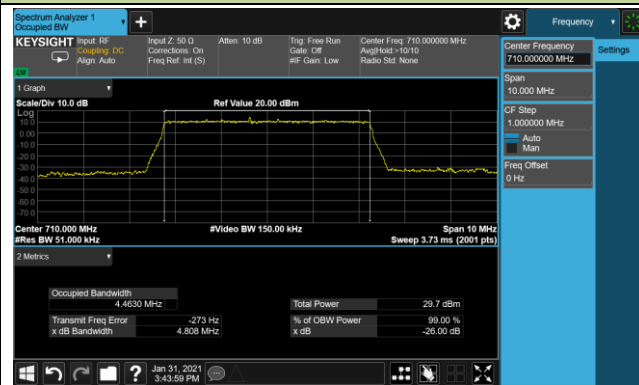 Spectrum Analyzer 1
Occupied BW
Frequency
KEYSIGHT
Input: RF
Coupling: DC
Align: Auto
Input Z: 50 Ω
Corrections: On
Freq Ref: Int (S)
Atten: 10 dB
Trig: Free Run
Gate: Off
#IF Gain: Low
Center Freq: 710.000000 MHz
Avg|Hold:>10/10
Radio Std: None
Center Frequency
710.000000 MHz
Settings
Span
10.000 MHz
CF Step
1.000000 MHz
Auto
Man
Freq Offset
0 Hz
1 Graph
Scale/Div 10.0 dB
Ref Value 20.00 dBm
Log
10.0
0.00
-10.0
-20.0
-30.0
-40.0
-50.0
-60.0
-70.0
Center 710.000 MHz
#Video BW 150.00 kHz
Span 10 MHz
#Res BW 51.000 kHz
Sweep 3.73 ms (2001 pts)
2 Metrics
Occupied Bandwidth
4.4630 MHz
Total Power
29.7 dBm
Transmit Freq Error
-273 Hz
% of OBW Power
99.00 %
x dB Bandwidth
4.808 MHz
x dB
-26.00 dB
Jan 31, 2021
3:43:59 PM